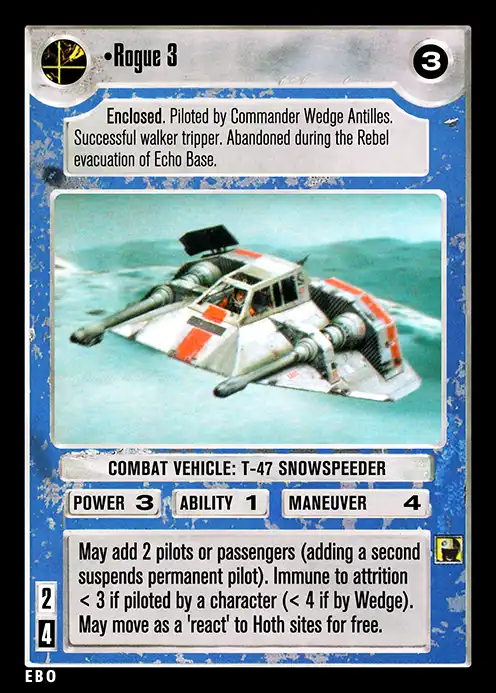 •Rogue 3
3
Enclosed. Piloted by Commander Wedge Antilles.
Successful walker tripper. Abandoned during the Rebel
evacuation of Echo Base.
COMBAT VEHICLE: T-47 SNOWSPEEDER
POWER 3 ABILITY 1 MANEUVER 4
May add 2 pilots or passengers (adding a second
suspends permanent pilot). Immune to attrition
< 3 if piloted by a character (< 4 if by Wedge).
May move as a 'react' to Hoth sites for free.
2
4
EBO